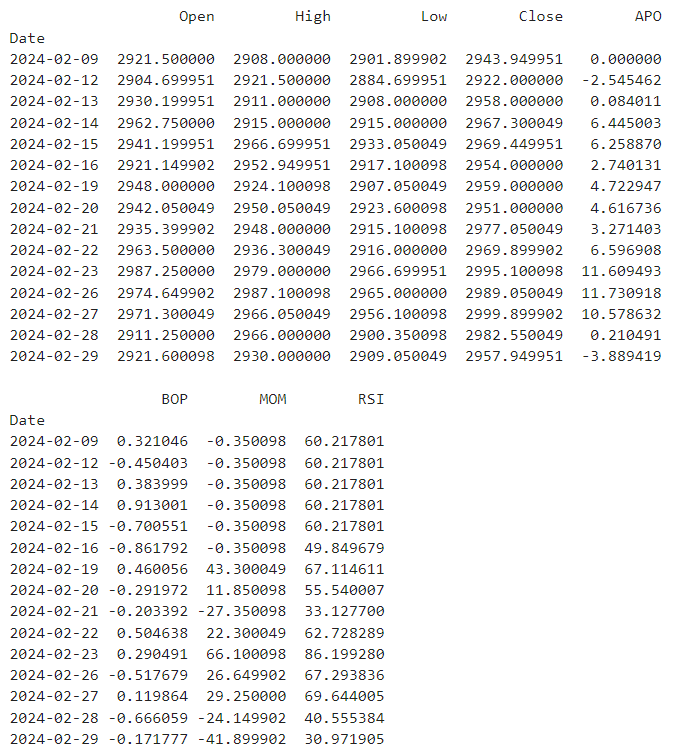 Open         High          Low        Close        APO
Date
2024-02-09  2921.500000  2908.000000  2901.899902  2943.949951   0.000000
2024-02-12  2904.699951  2921.500000  2884.699951  2922.000000  -2.545462
2024-02-13  2930.199951  2911.000000  2908.000000  2958.000000   0.084011
2024-02-14  2962.750000  2915.000000  2915.000000  2967.300049   6.445003
2024-02-15  2941.199951  2966.699951  2933.050049  2969.449951   6.258870
2024-02-16  2921.149902  2952.949951  2917.100098  2954.000000   2.740131
2024-02-19  2948.000000  2924.100098  2907.050049  2959.000000   4.722947
2024-02-20  2942.050049  2950.050049  2923.600098  2951.000000   4.616736
2024-02-21  2935.399902  2948.000000  2915.100098  2977.050049   3.271403
2024-02-22  2963.500000  2936.300049  2916.000000  2969.899902   6.596908
2024-02-23  2987.250000  2979.000000  2966.699951  2995.100098  11.609493
2024-02-26  2974.649902  2987.100098  2965.000000  2989.050049  11.730918
2024-02-27  2971.300049  2966.050049  2956.100098  2999.899902  10.578632
2024-02-28  2911.250000  2966.000000  2900.350098  2982.550049   0.210491
2024-02-29  2921.600098  2930.000000  2909.050049  2957.949951  -3.889419
                 BOP        MOM        RSI
Date
2024-02-09  0.321046  -0.350098  60.217801
2024-02-12 -0.450403  -0.350098  60.217801
2024-02-13  0.383999  -0.350098  60.217801
2024-02-14  0.913001  -0.350098  60.217801
2024-02-15 -0.700551  -0.350098  60.217801
2024-02-16 -0.861792  -0.350098  49.849679
2024-02-19  0.460056  43.300049  67.114611
2024-02-20 -0.291972  11.850098  55.540007
2024-02-21 -0.203392 -27.350098  33.127700
2024-02-22  0.504638  22.300049  62.728289
2024-02-23  0.290491  66.100098  86.199280
2024-02-26 -0.517679  26.649902  67.293836
2024-02-27  0.119864  29.250000  69.644005
2024-02-28 -0.666059 -24.149902  40.555384
2024-02-29 -0.171777 -41.899902  30.971905